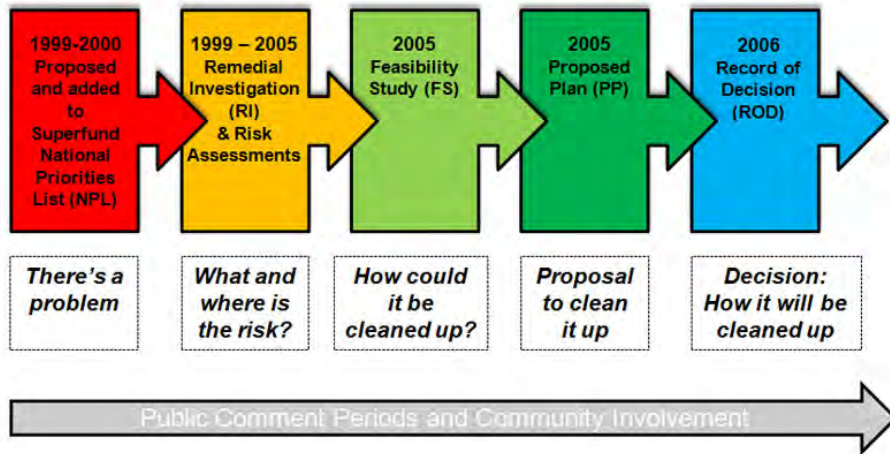 1999-2000
Proposed
and added
to
Superfund
National
Priorities
List (NPL)
1999 – 2005
Remedial
Investigation
(RI)
& Risk
Assessments
2005
Feasibility
Study (FS)
2005
Proposed
Plan (PP)
2006
Record of
Decision
(ROD)
There's a
problem
What and
where is
the risk?
How could
it be
cleaned up?
Proposal
to clean
it up
Decision:
How it will be
cleaned up
Public Comment Periods and Community Involvement